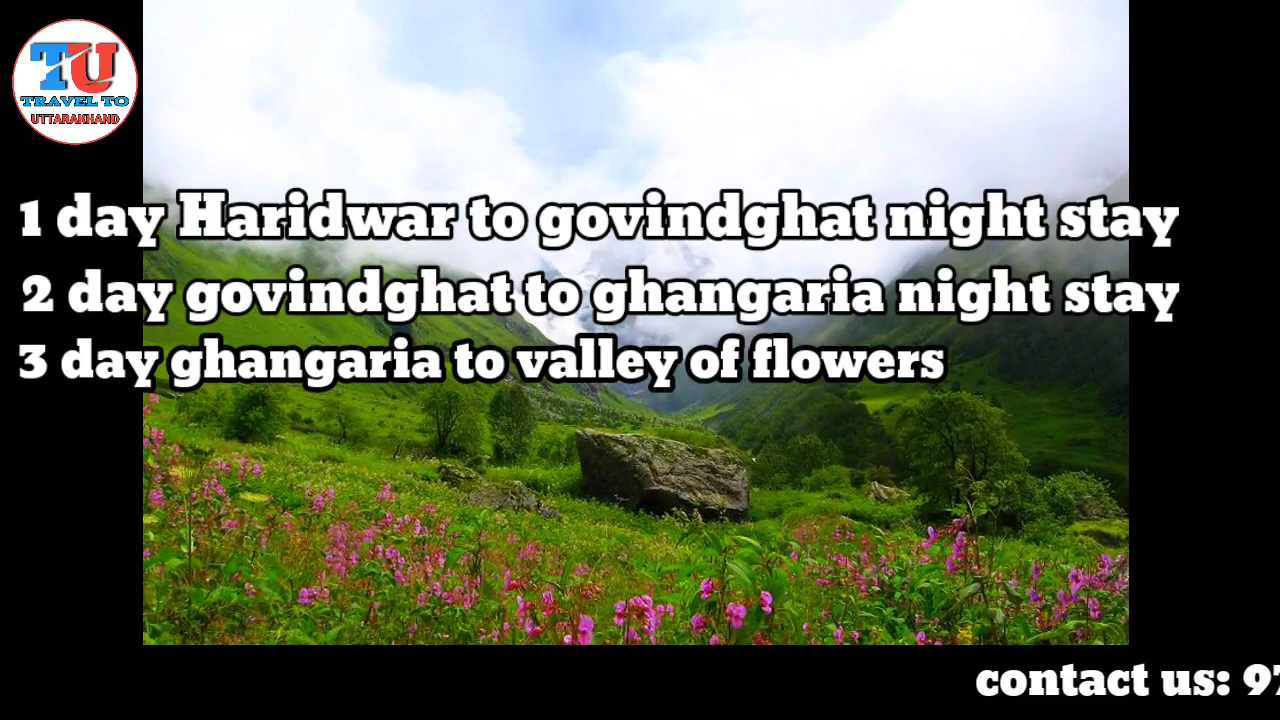 TU
TRAVEL TO
UTTARAKHAND
1 day Haridwar to govindghat night stay
2 day govindghat to ghangaria night stay
3 day ghangaria to valley of flowers
contact us: 97